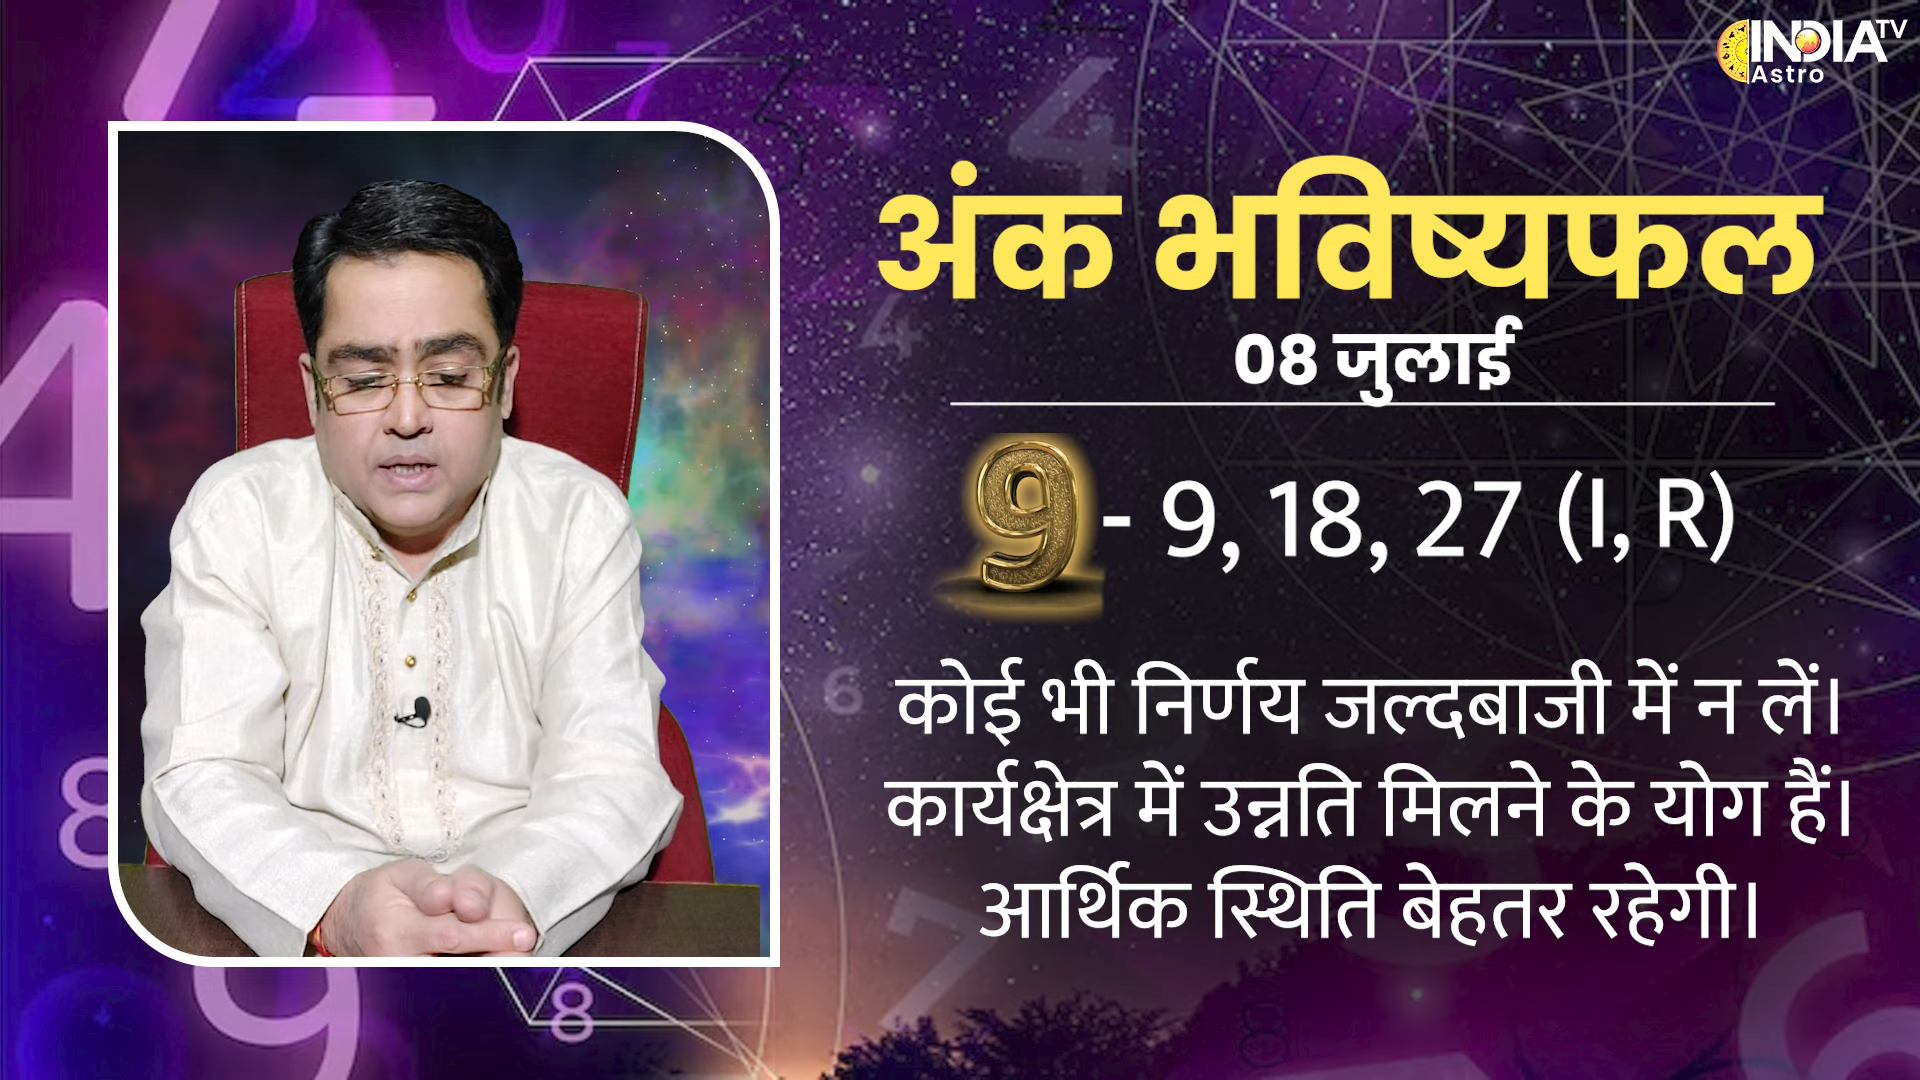 INDIA TV
Astro
अंक भविष्यफल
08 जुलाई
9 - 9, 18, 27 (I, R)
कोई भी निर्णय जल्दबाजी में न लें।
कार्यक्षेत्र में उन्नति मिलने के योग हैं।
आर्थिक स्थिति बेहतर रहेगी।